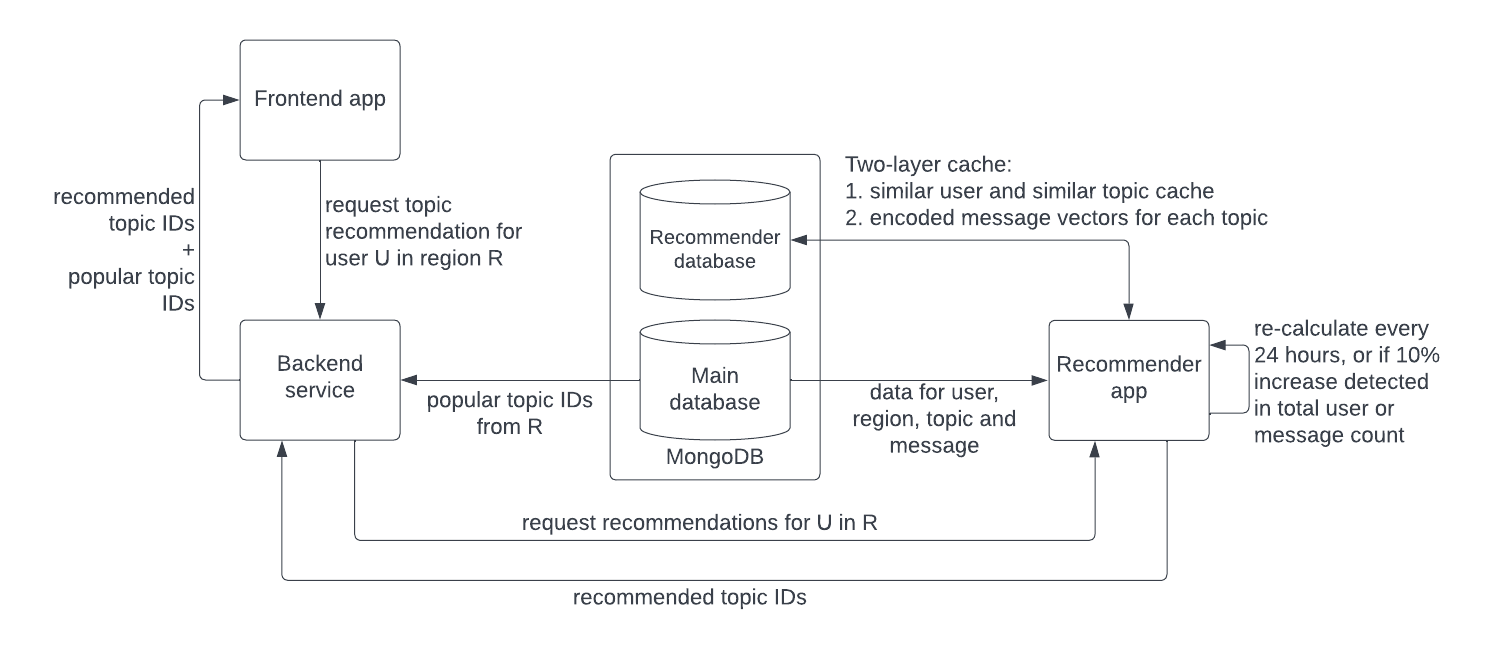 Frontend app
recommended
topic IDs
+
popular topic
IDs
request topic
recommendation for
user U in region R
Two-layer cache:
1. similar user and similar topic cache
2. encoded message vectors for each topic
Recommender
database
Backend
service
popular topic IDs
from R
Main
database
MongoDB
data for user,
region, topic and
message
Recommender
app
re-calculate every
24 hours, or if 10%
increase detected
in total user or
message count
request recommendations for U in R
recommended topic IDs